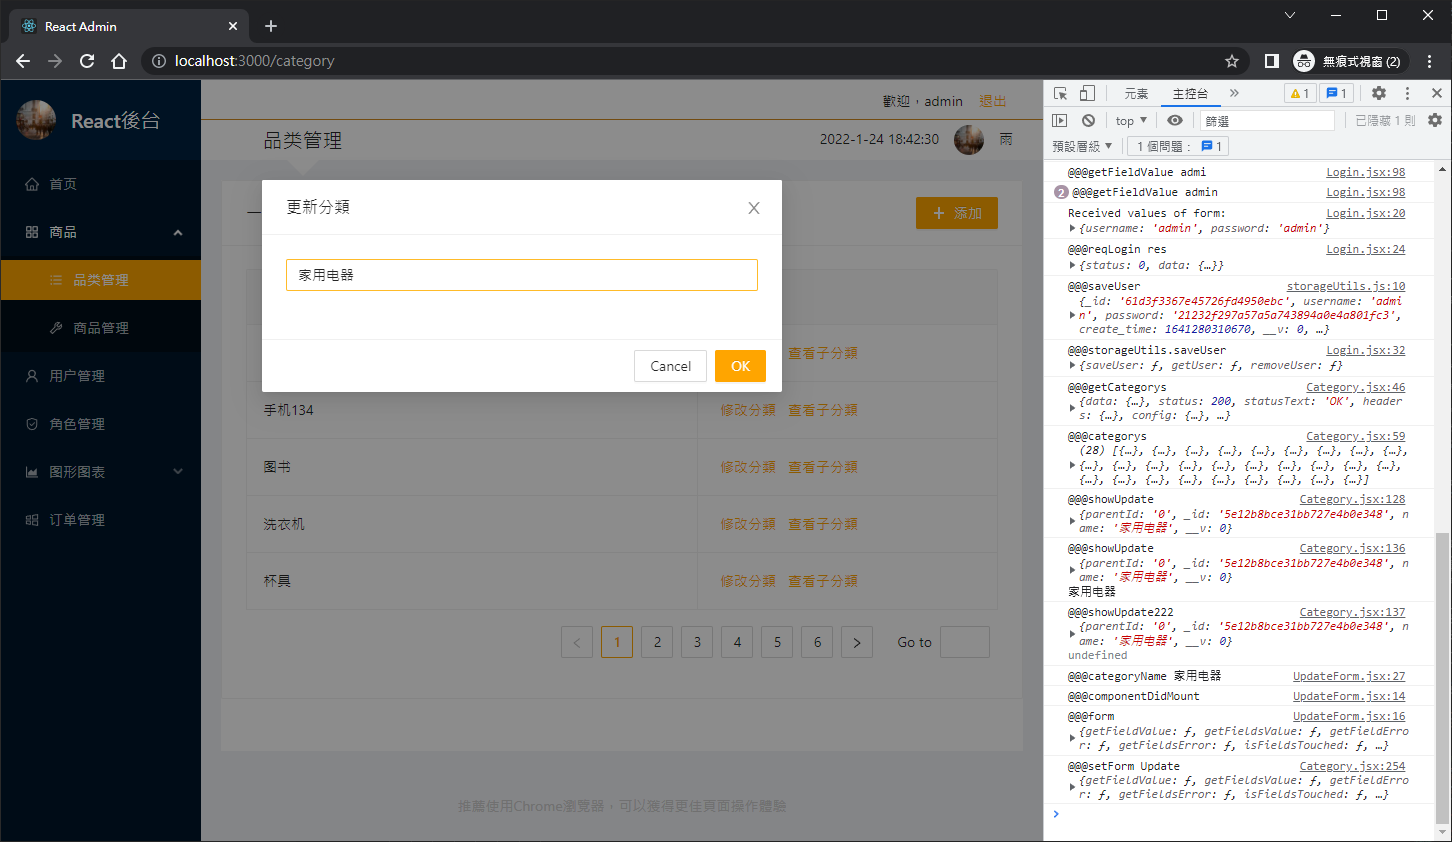 React Admin
localhost:3000/category
無痕式視窗 (2)
React後台
歡迎，admin 退出
品类管理
2022-1-24 18:42:30 雨
首页
商品
品类管理
商品管理
用户管理
角色管理
图形图表
订单管理
添加
更新分類
家用电器
Cancel OK
查看子分類
手机134 修改分類 查看子分類
图书 修改分類 查看子分類
洗衣机 修改分類 查看子分類
杯具 修改分類 查看子分類
< 1 2 3 4 5 6 > Go to
推薦使用Chrome瀏覽器，可以獲得更佳頁面操作體驗
元素 主控台 » 1 1
top 篩選 已隱藏 1 則
預設層級 1 個問題： 1
@@@getFieldValue admi Login.jsx:98
2 @@@getFieldValue admin Login.jsx:98
Received values of form: Login.jsx:20
{username: 'admin', password: 'admin'}
@@@reqLogin res Login.jsx:24
{status: 0, data: {…}}
@@@saveUser storageUtils.js:10
{_id: '61d3f3367e45726fd4950ebc', username: 'admi
n', password: '21232f297a57a5a743894a0e4a801fc3',
create_time: 1641280310670, __v: 0, …}
@@@storageUtils.saveUser Login.jsx:32
{saveUser: ƒ, getUser: ƒ, removeUser: ƒ}
@@@getCategorys Category.jsx:46
{data: {…}, status: 200, statusText: 'OK', header
s: {…}, config: {…}, …}
@@@categorys Category.jsx:59
(28) [{…}, {…}, {…}, {…}, {…}, {…}, {…}, {…}, {…},
{…}, {…}, {…}, {…}, {…}, {…}, {…}, {…}, {…}, {…},
{…}, {…}, {…}, {…}, {…}, {…}, {…}, {…}, {…}]
@@@showUpdate Category.jsx:128
{parentId: '0', _id: '5e12b8bce31bb727e4b0e348', n
ame: '家用电器', __v: 0}
@@@showUpdate Category.jsx:136
{parentId: '0', _id: '5e12b8bce31bb727e4b0e348', n
ame: '家用电器', __v: 0}
家用电器
@@@showUpdate222 Category.jsx:137
{parentId: '0', _id: '5e12b8bce31bb727e4b0e348', n
ame: '家用电器', __v: 0}
undefined
@@@categoryName 家用电器 UpdateForm.jsx:27
@@@componentDidMount UpdateForm.jsx:14
@@@form UpdateForm.jsx:16
{getFieldValue: ƒ, getFieldsValue: ƒ, getFieldErro
r: ƒ, getFieldsError: ƒ, isFieldsTouched: ƒ, …}
@@@setForm Update Category.jsx:254
{getFieldValue: ƒ, getFieldsValue: ƒ, getFieldErro
r: ƒ, getFieldsError: ƒ, isFieldsTouched: ƒ, …}